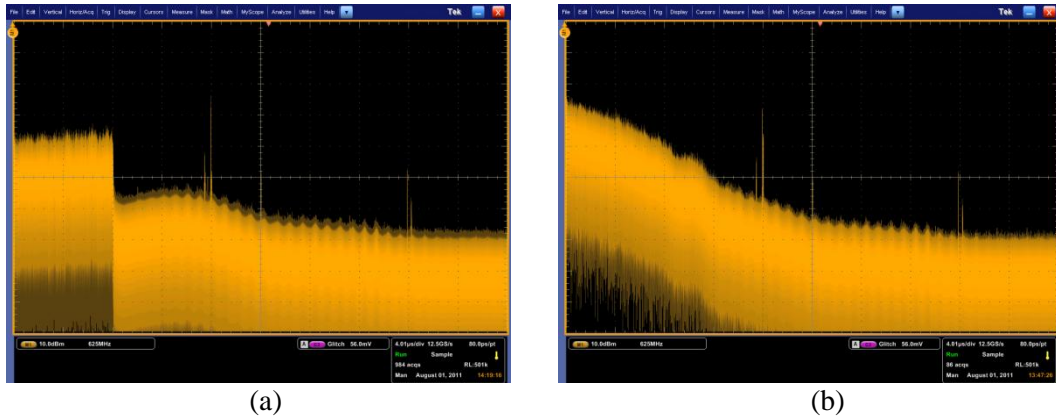 File Edit Vertical Horiz/Acq Trig Display Cursors Measure Mask Math MyScope Analyze Utilities Help Tek
10.0dBm 625MHz
A Glitch 56.0mV
4.01µs/div 12.5GS/s 80.0ps/pt
Run Sample
984 acqs RL:501k
Man August 01, 2011 14:19:16
(a)
File Edit Vertical Horiz/Acq Trig Display Cursors Measure Mask Math MyScope Analyze Utilities Help Tek
10.0dBm 625MHz
A Glitch 56.0mV
4.01µs/div 12.5GS/s 80.0ps/pt
Run Sample
86 acqs RL:501k
Man August 01, 2011 13:47:26
(b)